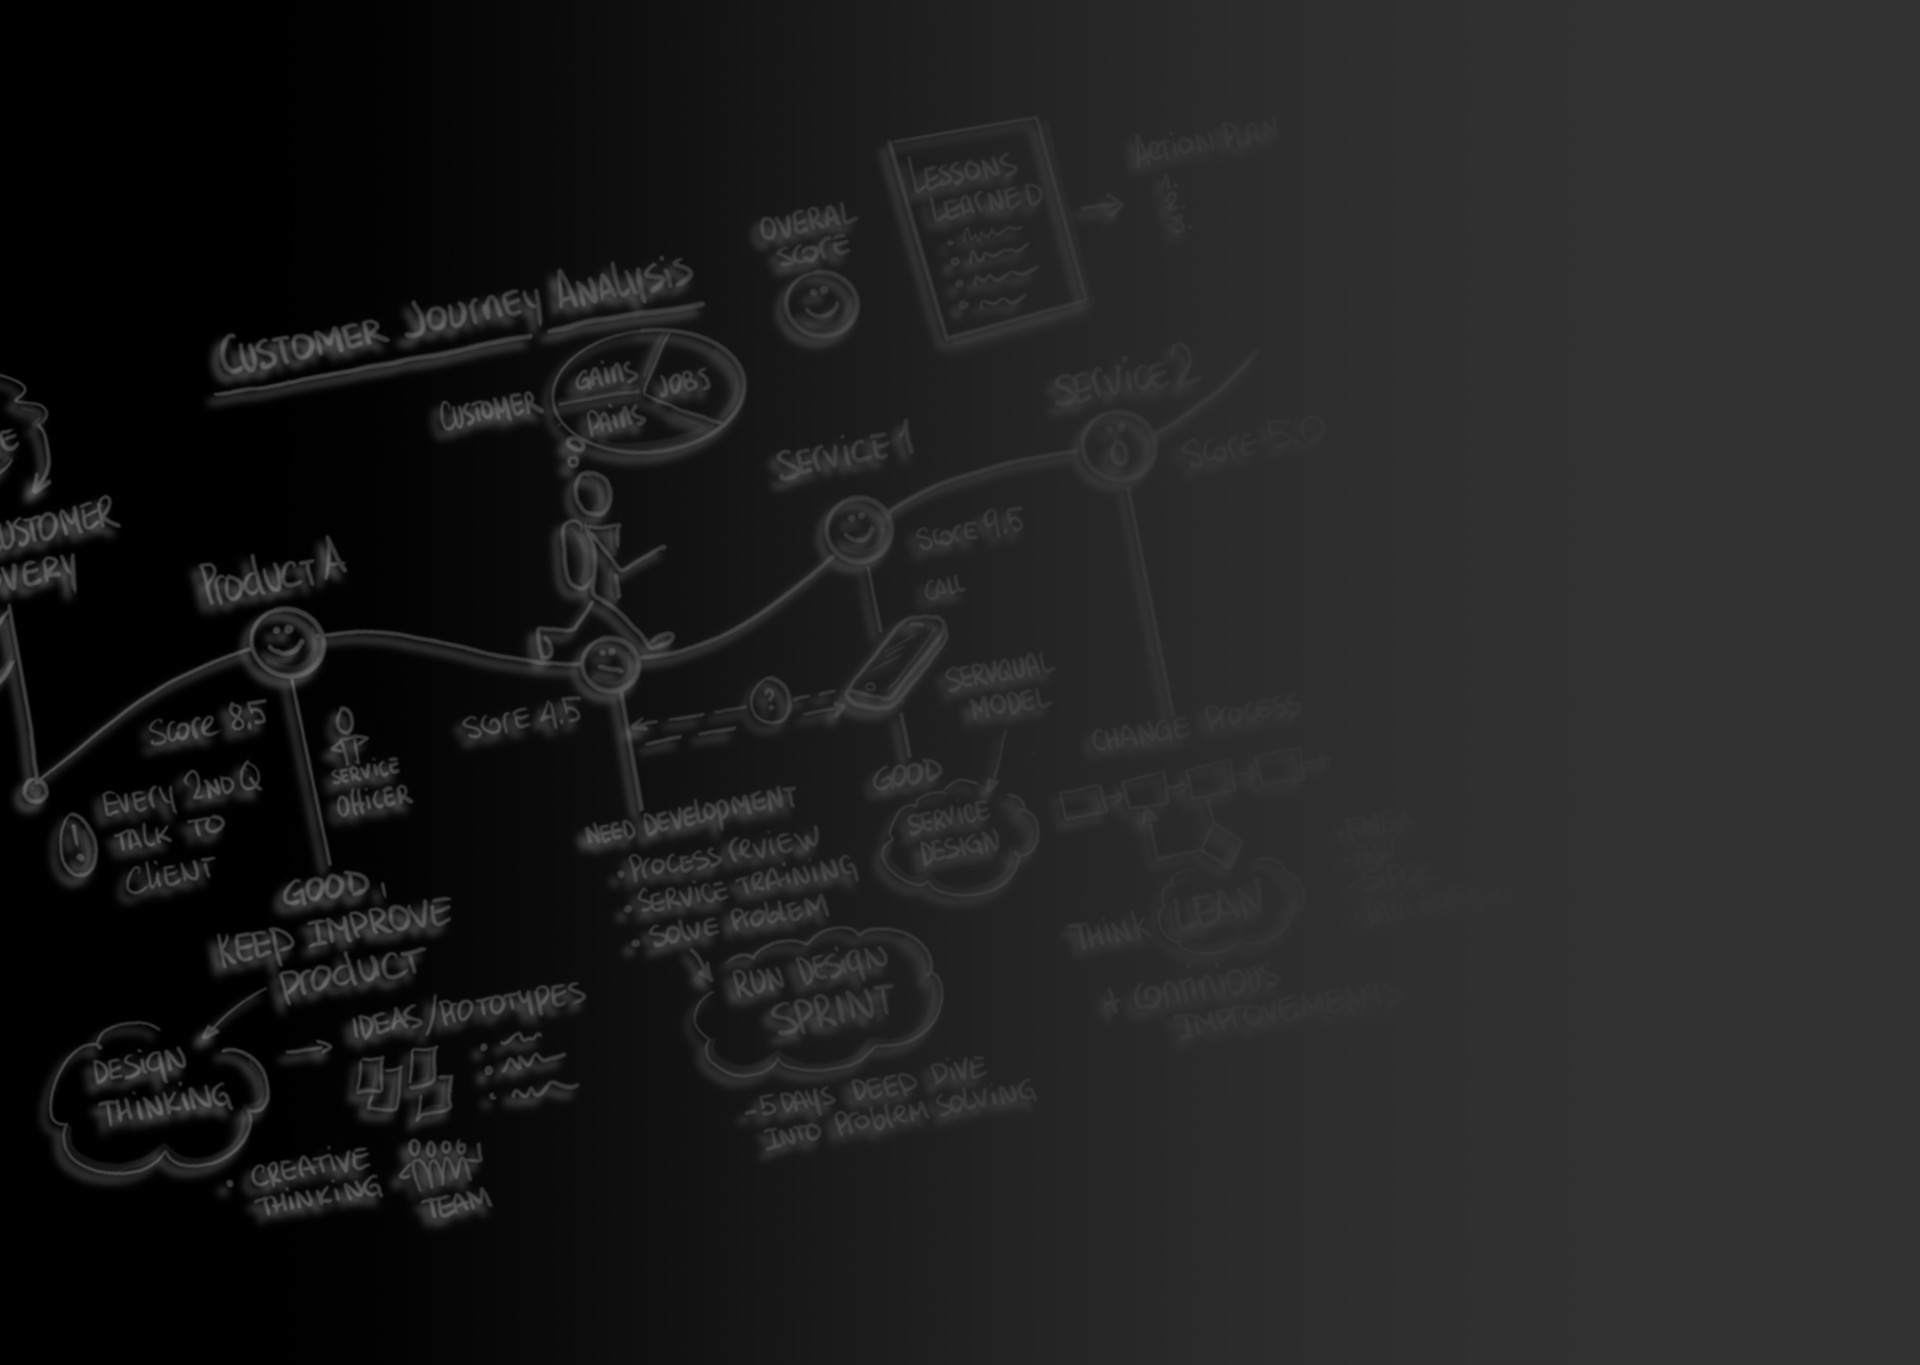 Customer Journey Analysis
OVERAL
SCORE
LESSONS
LEARNED
ACTION PLAN
1.
CUSTOMER
GAINS
JOBS
PAINS
SERVICE 1
SERVICE 2
Score 5.0
Score 9.5
CALL
Product A
Score 8.5
Score 4.5
?
SERVQUAL
MODEL
SERVICE
OFFICER
!
EVERY 2ND Q
TALK TO
CLIENT
GOOD,
KEEP IMPROVE
PRODUCT
DESIGN
THINKING
IDEAS/PROTOTYPES
• CREATIVE
THINKING
TEAM
NEED DEVELOPMENT
• PROCESS REVIEW
• SERVICE TRAINING
• SOLVE PROBLEM
RUN DESIGN
SPRINT
-5 DAYS DEEP DIVE
INTO PROBLEM SOLVING
GOOD
SERVICE
DESIGN
CHANGE PROCESS
THINK
LEAN
# CONTINIOUS
IMPROVEMENTS